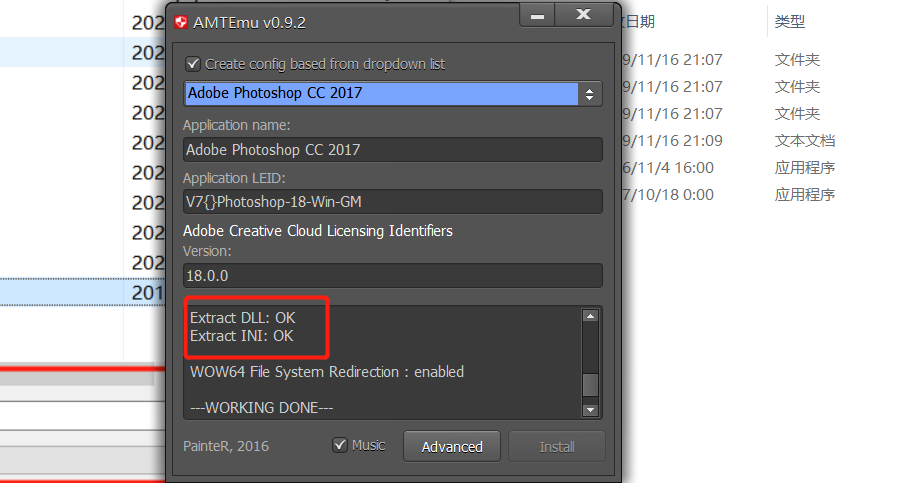 AMTEmu v0.9.2
Create config based from dropdown list
Adobe Photoshop CC 2017
Application name:
Adobe Photoshop CC 2017
Application LEID:
V7{}Photoshop-18-Win-GM
Adobe Creative Cloud Licensing Identifiers
Version:
18.0.0
Extract DLL: OK
Extract INI: OK
WOW64 File System Redirection : enabled
---WORKING DONE---
PainteR, 2016
Music
Advanced
Install
202
202
202
202
202
202
202
202
202
201
日期
类型
9/11/16 21:07
文件夹
9/11/16 21:07
文件夹
9/11/16 21:07
文件夹
9/11/16 21:09
文本文档
6/11/4 16:00
应用程序
7/10/18 0:00
应用程序